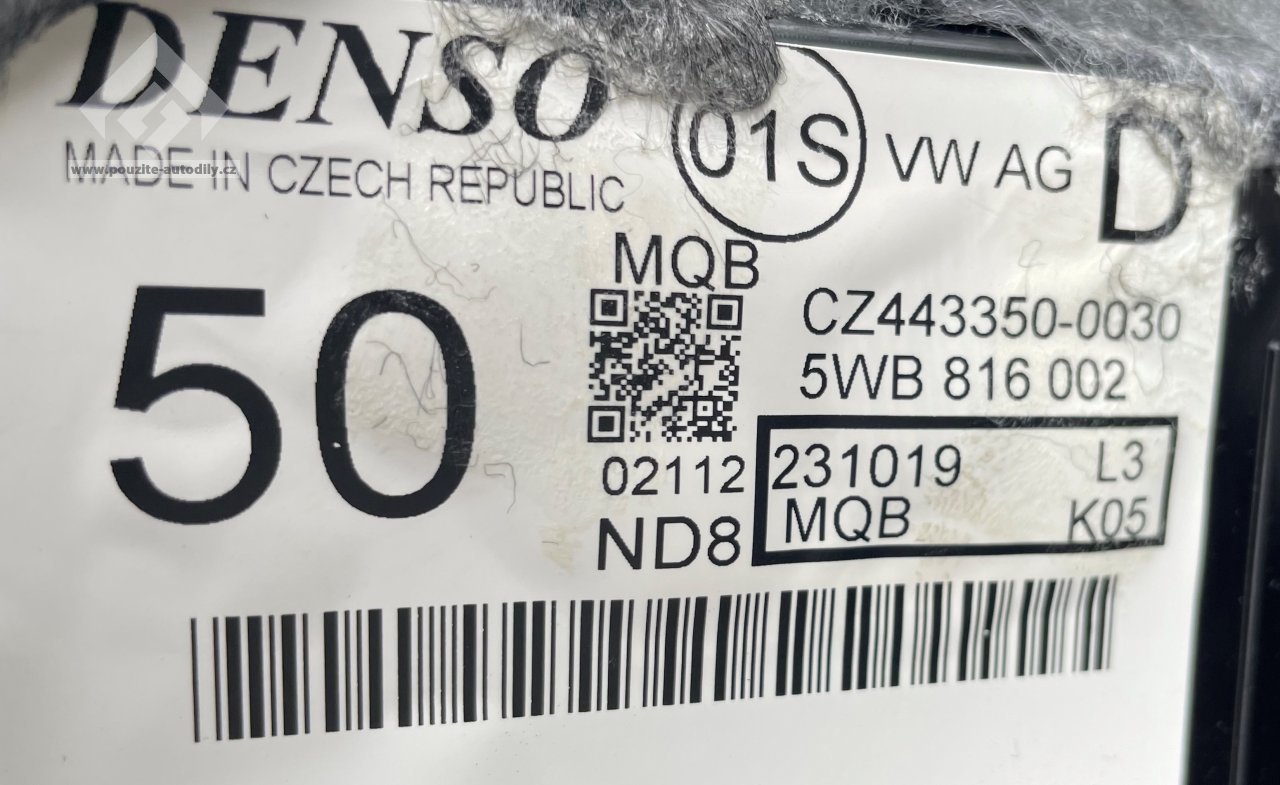 DENSO
MADE IN CZECH REPUBLIC
www.pouzite-autodily.cz
01S VW AG D
50
MQB
02112
ND8
CZ443350-0030
5WB 816 002
231019 L3
MQB K05